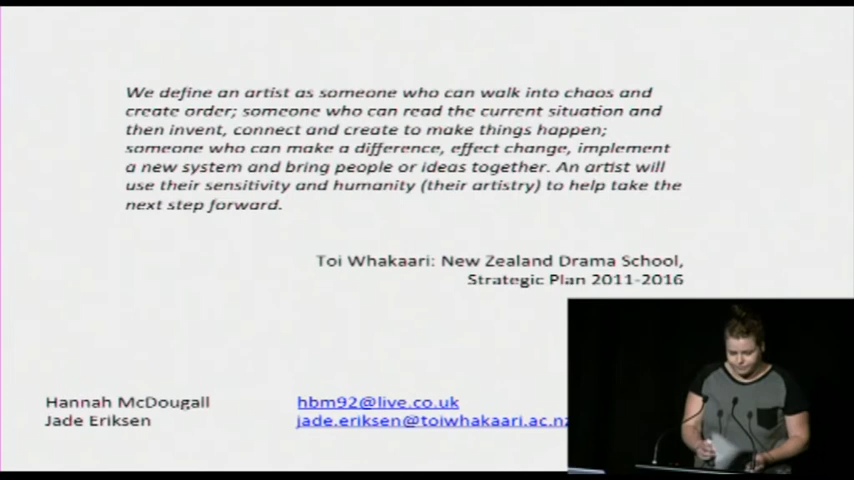 We define an artist as someone who can walk into chaos and
create order; someone who can read the current situation and
then invent, connect and create to make things happen;
someone who can make a difference, effect change, implement
a new system and bring people or ideas together. An artist will
use their sensitivity and humanity (their artistry) to help take the
next step forward.
Toi Whakaari: New Zealand Drama School,
Strategic Plan 2011-2016
Hannah McDougall
hbm92@live.co.uk
Jade Eriksen
jade.eriksen@toiwhakaari.ac.nz